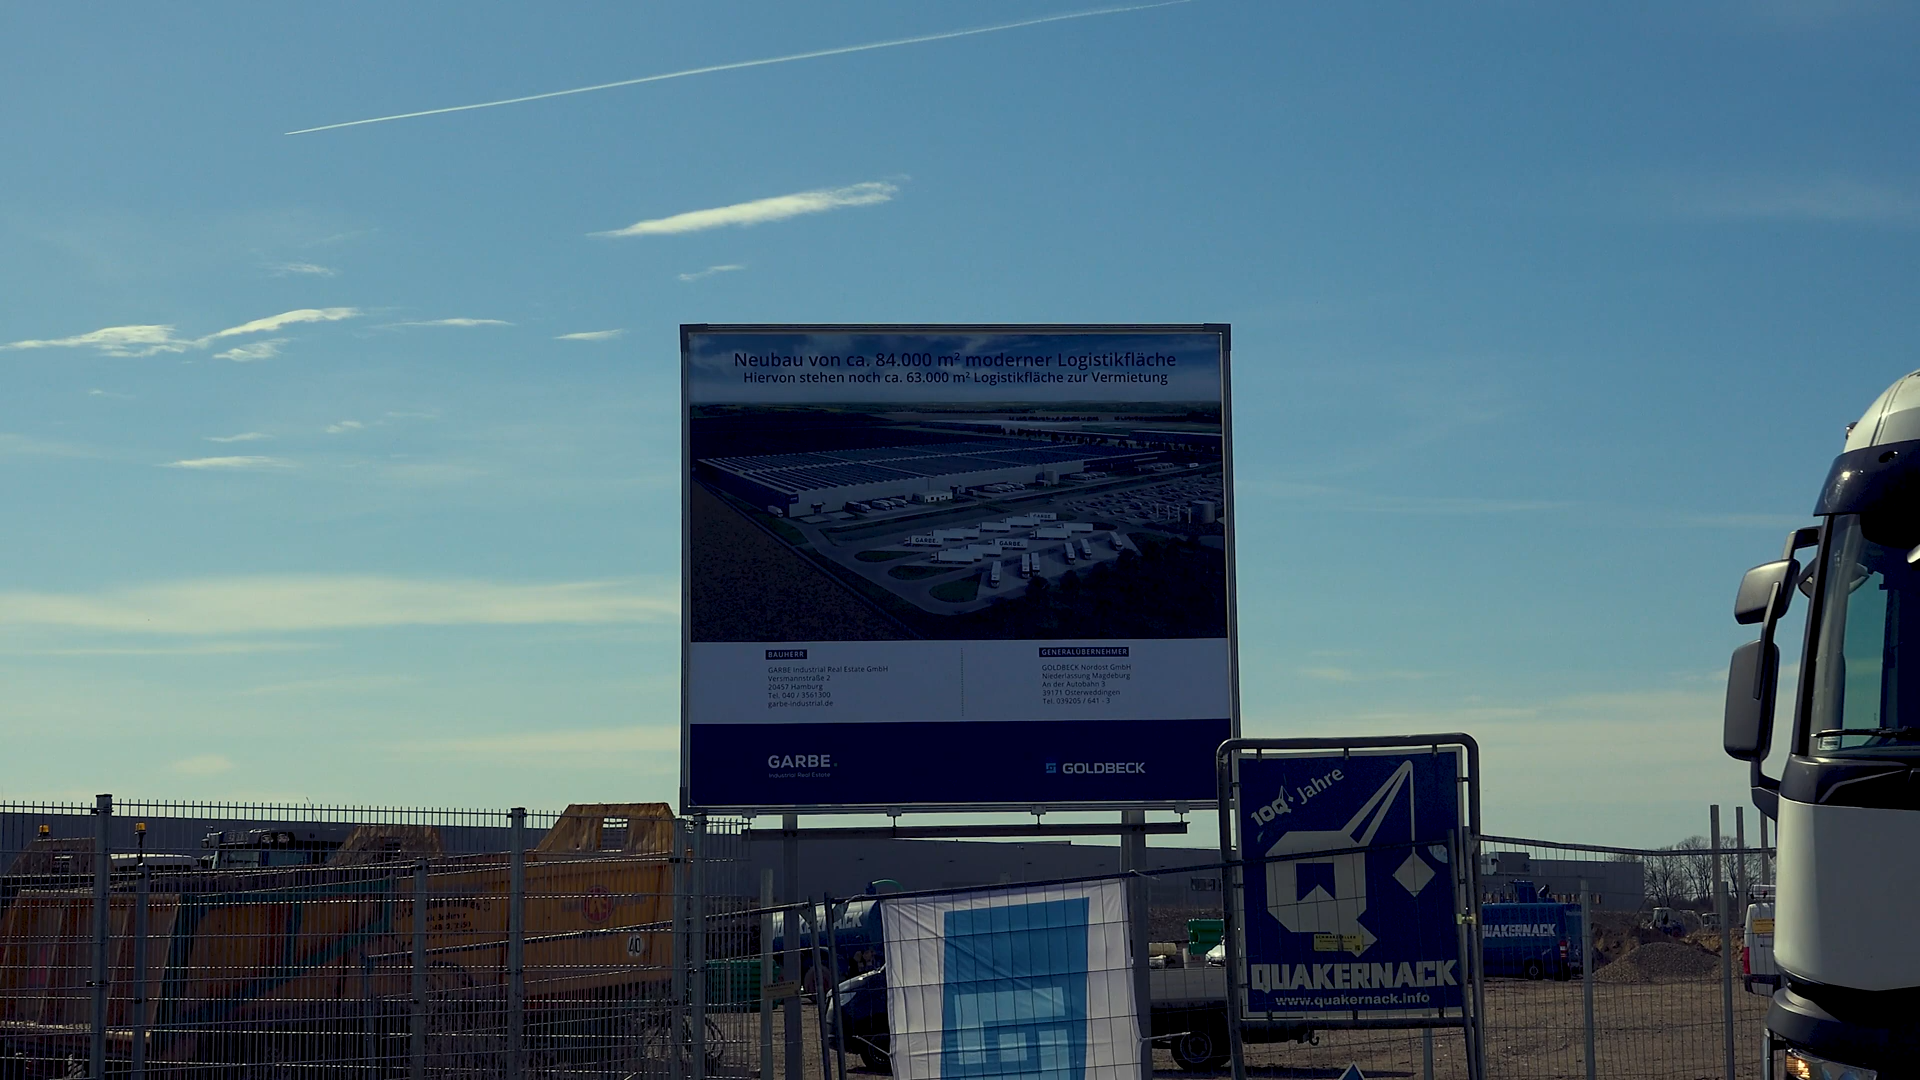 Neubau von ca. 84.000 m² moderner Logistikfläche
Hiervon stehen noch ca. 63.000 m² Logistikfläche zur Vermietung
GARBE
GARBE
GARBE
BAUHERR
GARBE Industrial Real Estate GmbH
Versmannstraße 2
20457 Hamburg
Tel. 040 / 3561300
garbe-industrial.de
GENERALÜBERNEHMER
GOLDBECK Nordost GmbH
Niederlassung Magdeburg
An der Autobahn 3
39171 Osterweddingen
Tel. 039205 / 641 - 3
GARBE.
Industrial Real Estate
GOLDBECK
100 Jahre
QUAKERNACK
www.quakernack.info
QUAKERNACK
QUAKERNACK
40